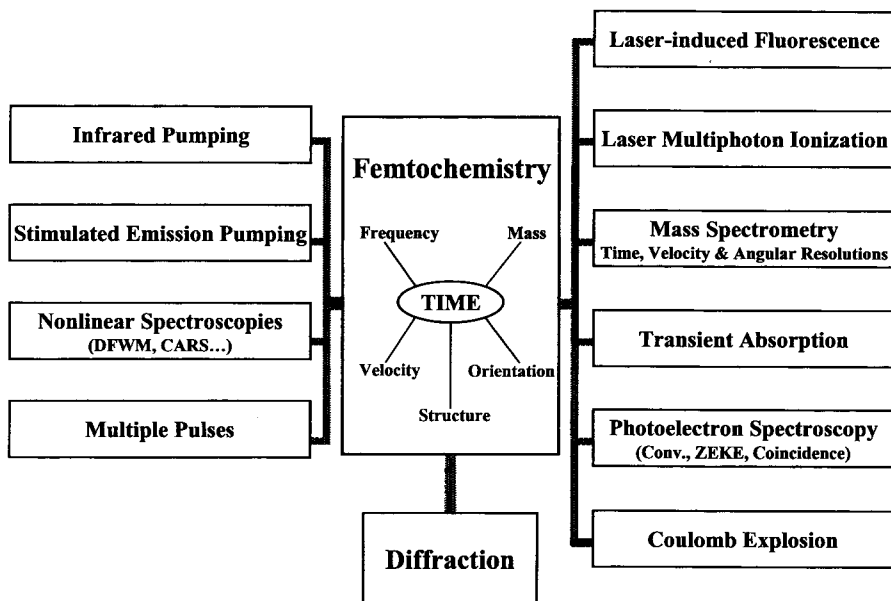 Infrared Pumping
Stimulated Emission Pumping
Nonlinear Spectroscopies
(DFWM, CARS...)
Multiple Pulses
Femtochemistry
Frequency
Mass
TIME
Velocity
Orientation
Structure
Diffraction
Laser-induced Fluorescence
Laser Multiphoton Ionization
Mass Spectrometry
Time, Velocity & Angular Resolutions
Transient Absorption
Photoelectron Spectroscopy
(Conv., ZEKE, Coincidence)
Coulomb Explosion